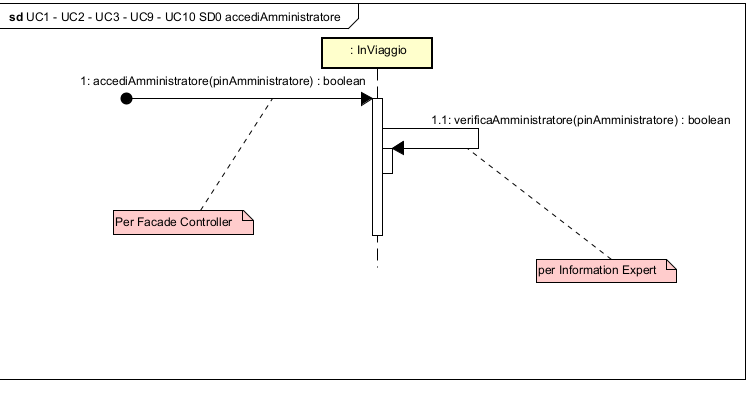 sd UC1 - UC2 - UC3 - UC9 - UC10 SD0 accediAmministratore
: InViaggio
1: accediAmministratore(pinAmministratore) : boolean
1.1: verificaAmministratore(pinAmministratore) : boolean
Per Facade Controller
per Information Expert